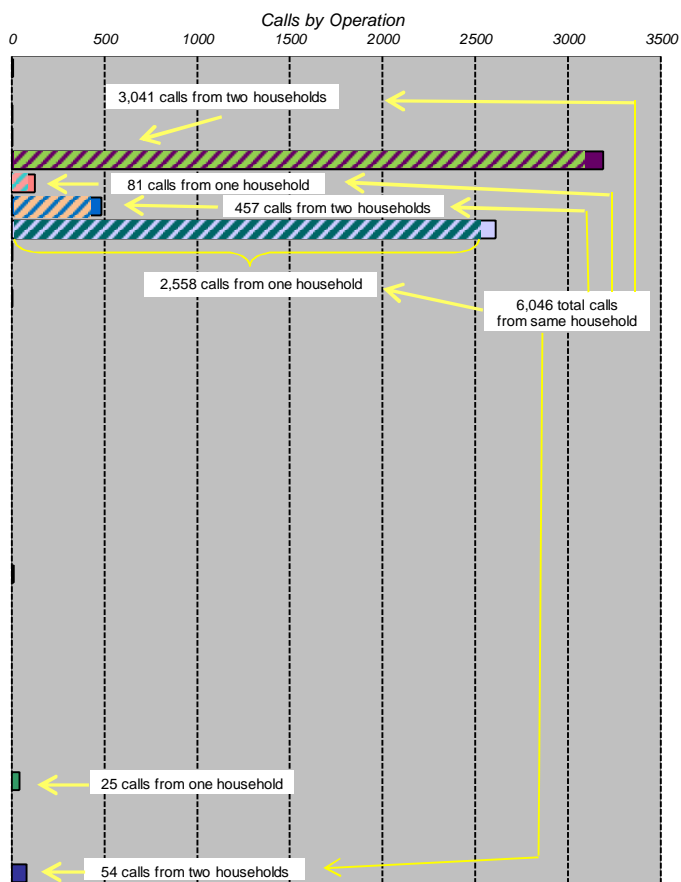 Calls by Operation
0 500 1000 1500 2000 2500 3000 3500
3,041 calls from two households
81 calls from one household
457 calls from two households
2,558 calls from one household
6,046 total calls
from same household
25 calls from one household
54 calls from two households